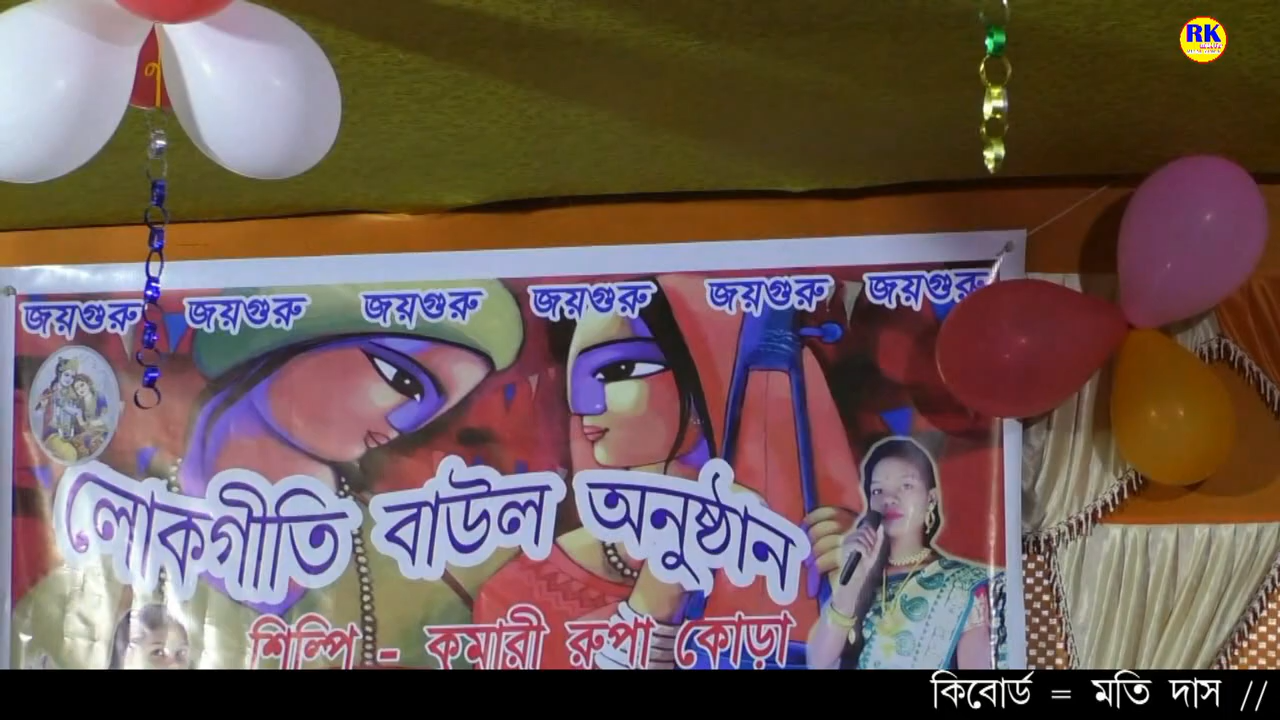 RK
জয়গুরু জয়গুরু জয়গুরু জয়গুরু জয়গুরু জয়গুরু
লোকগীতি বাউল অনুষ্ঠান
শিল্পি - কুমারী রুপা কোড়া
কিবোর্ড = মতি দাস //